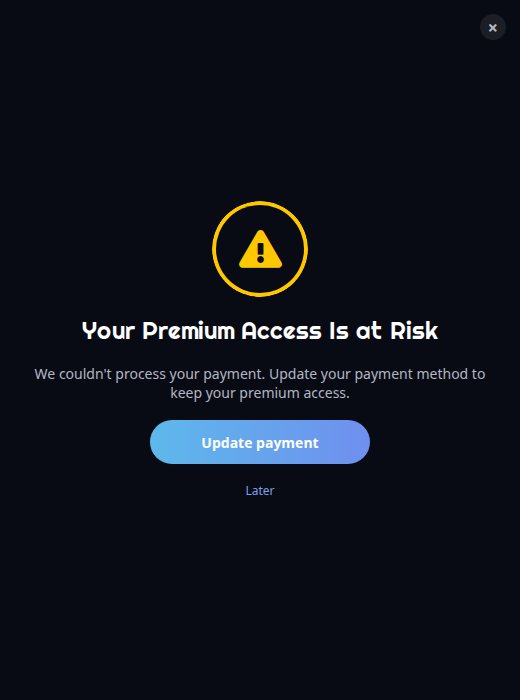 Your Premium Access Is at Risk
We couldn't process your payment. Update your payment method to
keep your premium access.
Update payment
Later